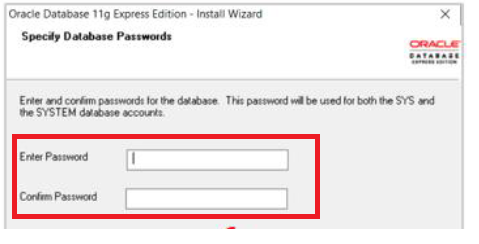 Oracle Database 11g Express Edition - Install Wizard
Specify Database Passwords
ORACLE
DATABASE
EXPRESS EDITION
Enter and confirm passwords for the database. This password will be used for both the SYS and
the SYSTEM database accounts.
Enter Password
Confirm Password